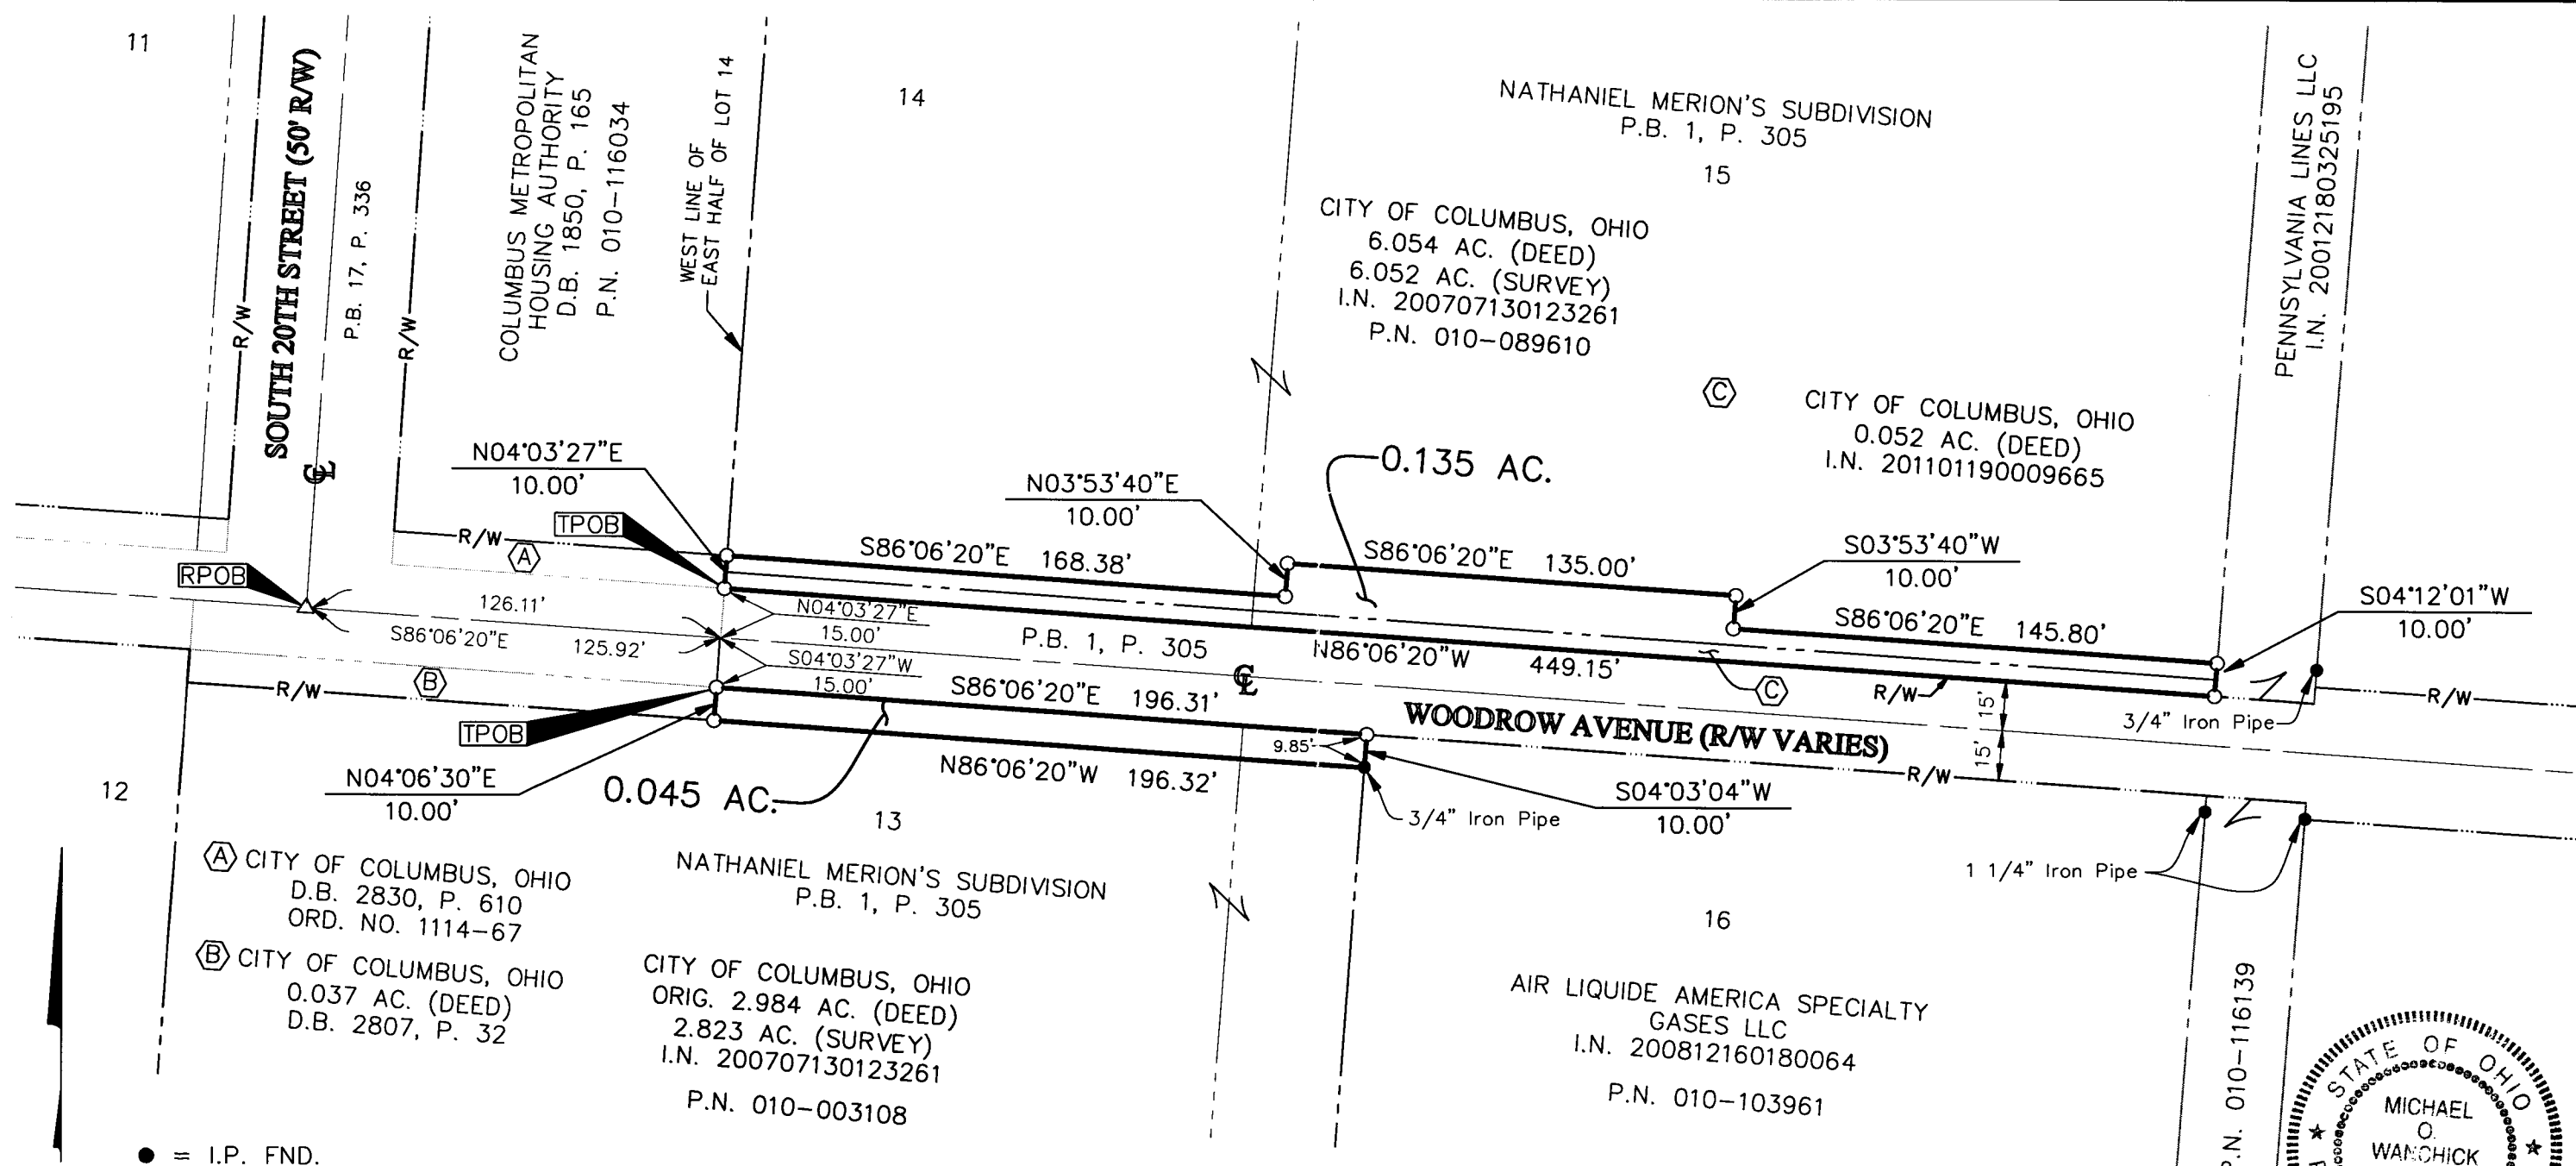 11
SOUTH 20TH STREET (50' R/W)
P.B. 17, P. 336
R/W
R/W
COLUMBUS METROPOLITAN
HOUSING AUTHORITY
D.B. 1850, P. 165
P.N. 010-116034
WEST LINE OF
EAST HALF OF LOT 14
14
NATHANIEL MERION'S SUBDIVISION
P.B. 1, P. 305
15
CITY OF COLUMBUS, OHIO
6.054 AC. (DEED)
6.052 AC. (SURVEY)
I.N. 200707130123261
P.N. 010-089610
PENNSYLVANIA LINES LLC
I.N. 20012180325195
C
CITY OF COLUMBUS, OHIO
0.052 AC. (DEED)
I.N. 201101190009665
CL
N04°03'27"E
10.00'
TPOB
N03°53'40"E
10.00'
0.135 AC.
R/W
A
S86°06'20"E 168.38'
S86°06'20"E 135.00'
S03°53'40"W
10.00'
S04°12'01"W
10.00'
RPOB
126.11'
S86°06'20"E 125.92'
N04°03'27"E
15.00'
S04°03'27"W
15.00'
P.B. 1, P. 305
N86°06'20"W 449.15'
S86°06'20"E 145.80'
CL
C
R/W
15'
15'
3/4" Iron Pipe
R/W
R/W
B
S86°06'20"E 196.31'
TPOB
9.85'
WOODROW AVENUE (R/W VARIES)
R/W
N04°06'30"E
10.00'
0.045 AC.
N86°06'20"W 196.32'
3/4" Iron Pipe
S04°03'04"W
10.00'
1 1/4" Iron Pipe
12
13
A CITY OF COLUMBUS, OHIO
D.B. 2830, P. 610
ORD. NO. 1114-67
B CITY OF COLUMBUS, OHIO
0.037 AC. (DEED)
D.B. 2807, P. 32
NATHANIEL MERION'S SUBDIVISION
P.B. 1, P. 305
CITY OF COLUMBUS, OHIO
ORIG. 2.984 AC. (DEED)
2.823 AC. (SURVEY)
I.N. 200707130123261
P.N. 010-003108
16
AIR LIQUIDE AMERICA SPECIALTY
GASES LLC
I.N. 200812160180064
P.N. 010-103961
P.N. 010-116139
STATE OF OHIO
MICHAEL
O.
WANCHICK
● = I.P. FND.